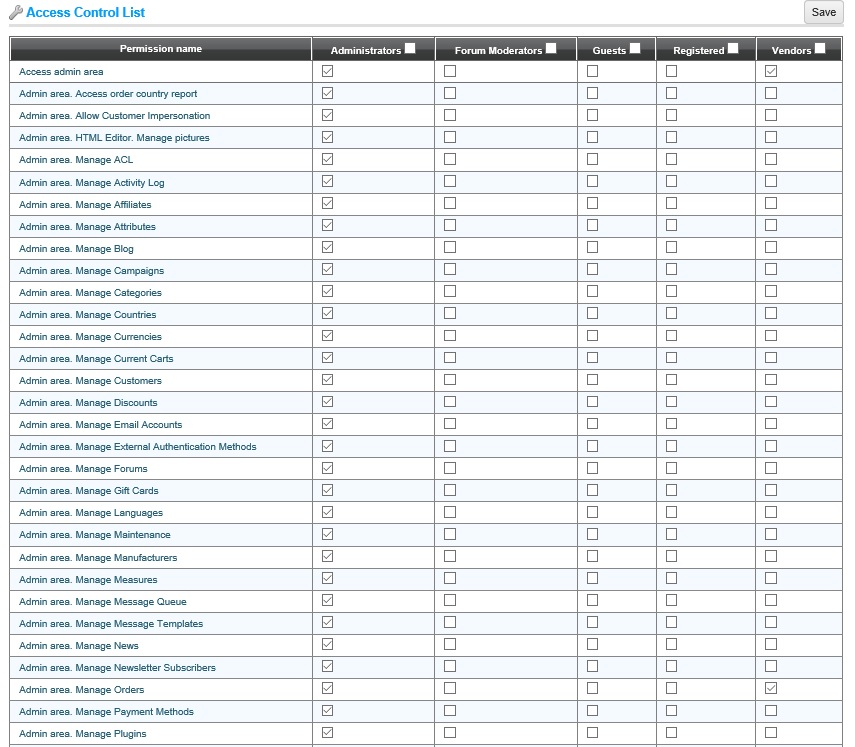 Access Control List
Save
Permission name Administrators Forum Moderators Guests Registered Vendors
Access admin area
Admin area. Access order country report
Admin area. Allow Customer Impersonation
Admin area. HTML Editor. Manage pictures
Admin area. Manage ACL
Admin area. Manage Activity Log
Admin area. Manage Affiliates
Admin area. Manage Attributes
Admin area. Manage Blog
Admin area. Manage Campaigns
Admin area. Manage Categories
Admin area. Manage Countries
Admin area. Manage Currencies
Admin area. Manage Current Carts
Admin area. Manage Customers
Admin area. Manage Discounts
Admin area. Manage Email Accounts
Admin area. Manage External Authentication Methods
Admin area. Manage Forums
Admin area. Manage Gift Cards
Admin area. Manage Languages
Admin area. Manage Maintenance
Admin area. Manage Manufacturers
Admin area. Manage Measures
Admin area. Manage Message Queue
Admin area. Manage Message Templates
Admin area. Manage News
Admin area. Manage Newsletter Subscribers
Admin area. Manage Orders
Admin area. Manage Payment Methods
Admin area. Manage Plugins